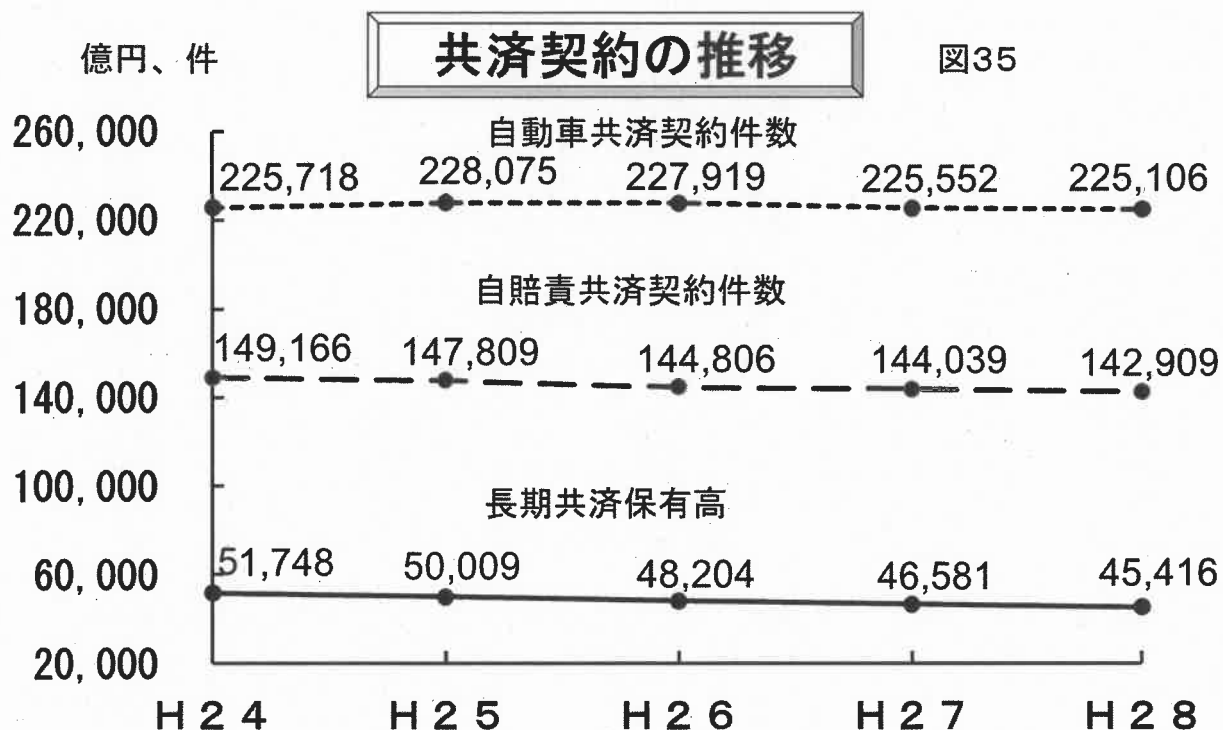 億円、件
共済契約の推移
図35
260,000
自動車共済契約件数
225,718 228,075 227,919 225,552 225,106
220,000
自賠責共済契約件数
180,000
149,166 147,809 144,806 144,039 142,909
140,000
100,000
長期共済保有高
51,748 50,009 48,204 46,581 45,416
60,000
20,000
H24 H25 H26 H27 H28